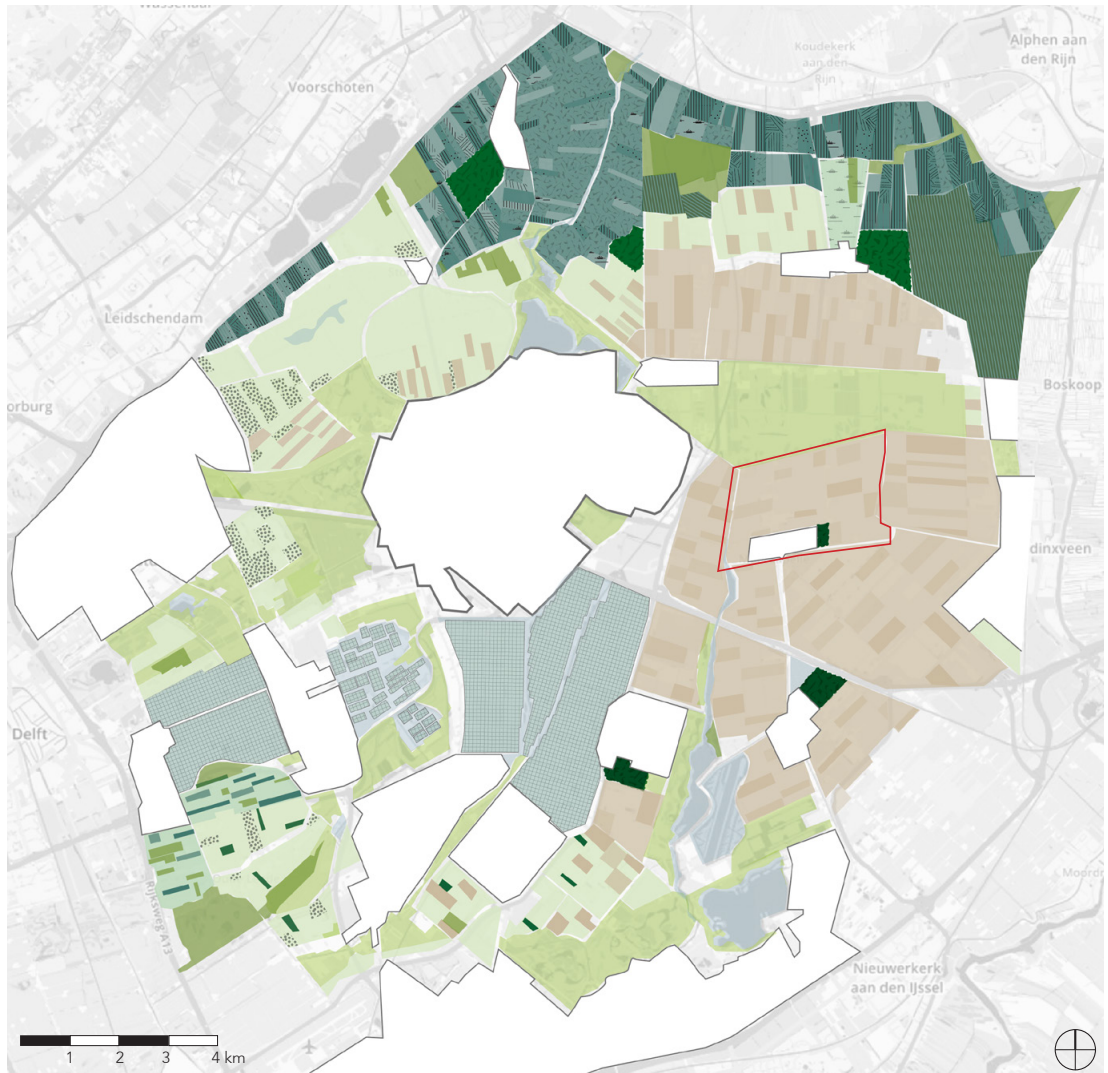 Koudekerk
aan den
Rijn
Alphen aan
den Rijn
Voorschoten
Leidschendam
Boskoop
orburg
dinxveen
Delft
Rijksweg A13
Moordr
Nieuwerkerk
aan den IJssel
1 2 3 4 km